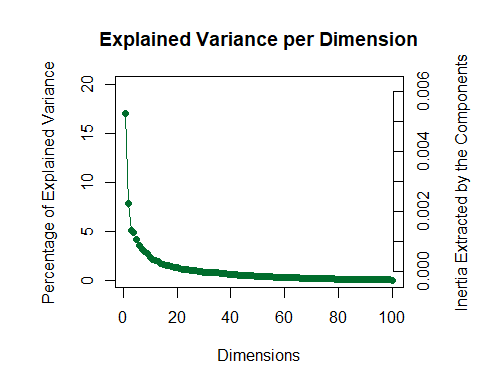 Explained Variance per Dimension
Percentage of Explained Variance
20
15
10
5
0
0.006
0.004
0.002
0.000
Inertia Extracted by the Components
0 20 40 60 80 100
Dimensions